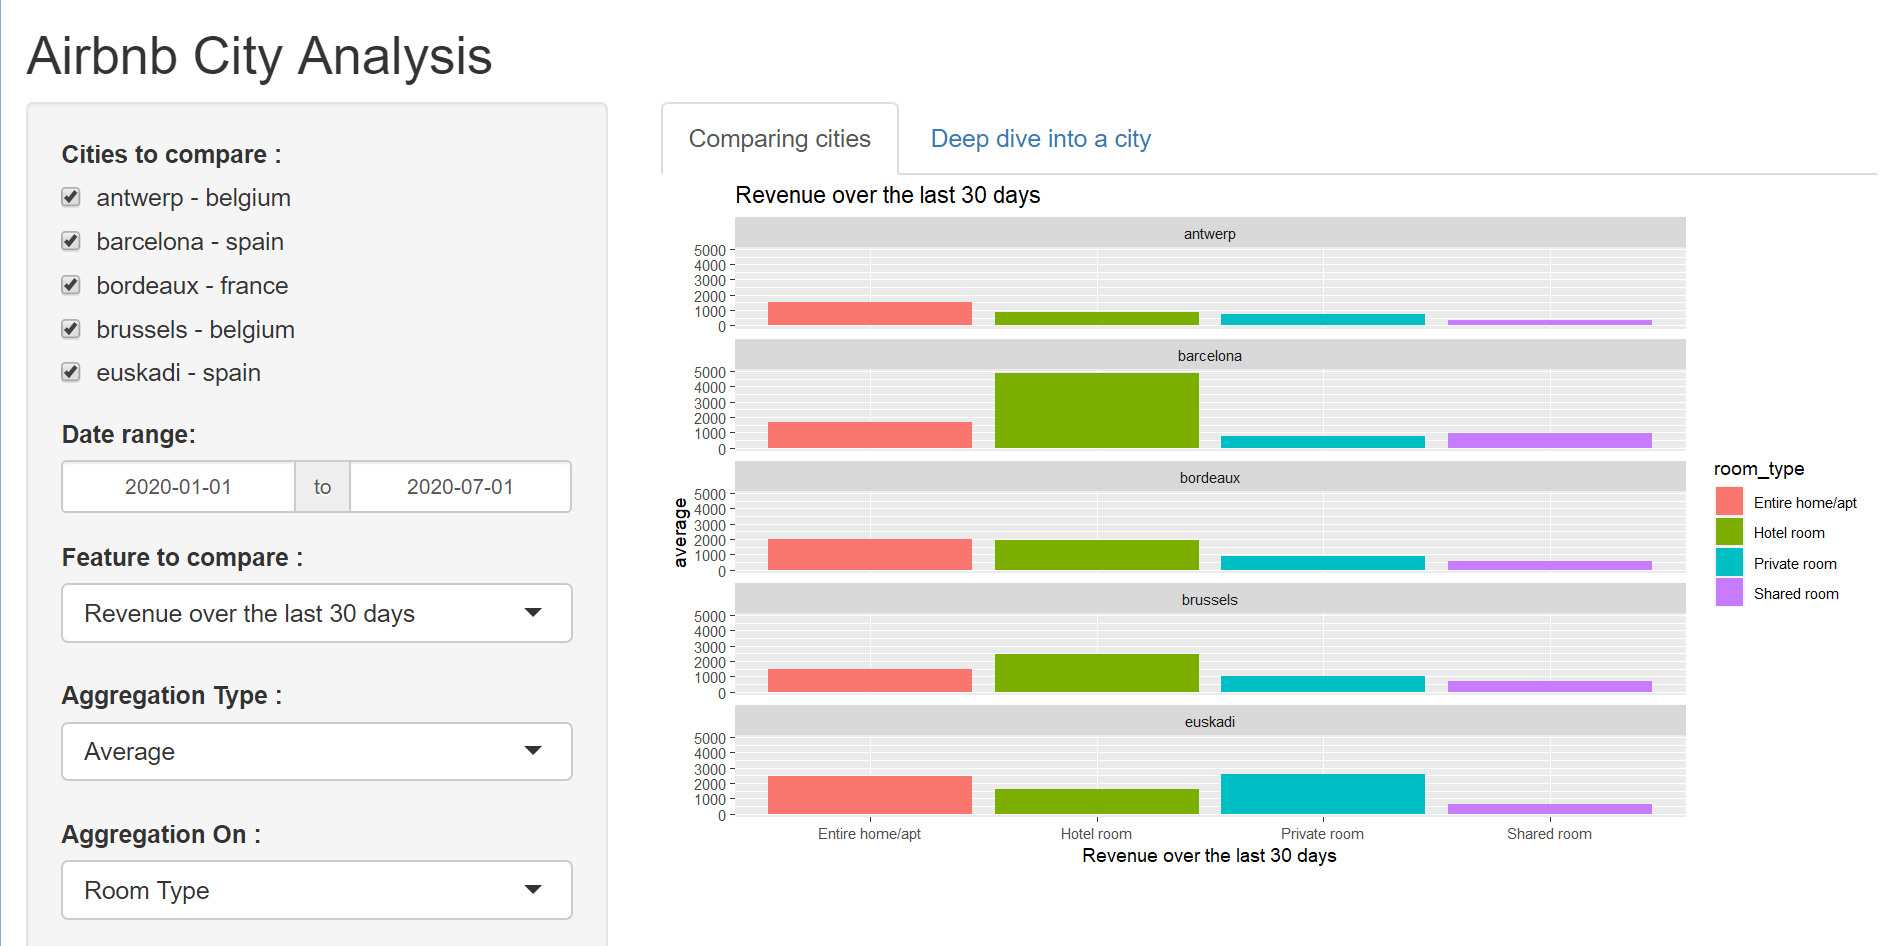 Airbnb City Analysis
Cities to compare :
antwerp - belgium
barcelona - spain
bordeaux - france
brussels - belgium
euskadi - spain
Date range:
2020-01-01 to 2020-07-01
Feature to compare :
Revenue over the last 30 days
Aggregation Type :
Average
Aggregation On :
Room Type
Comparing cities
Deep dive into a city
Revenue over the last 30 days
antwerp
5000
4000
3000
2000
1000
0
barcelona
5000
4000
3000
2000
1000
0
bordeaux
5000
4000
3000
2000
1000
0
brussels
5000
4000
3000
2000
1000
0
euskadi
5000
4000
3000
2000
1000
0
average
Entire home/apt Hotel room Private room Shared room
Revenue over the last 30 days
room_type
Entire home/apt
Hotel room
Private room
Shared room